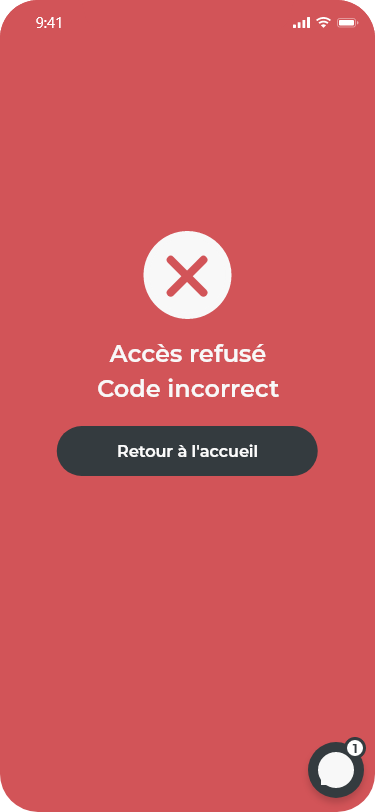 9:41
Accès refusé
Code incorrect
Retour à l'accueil
1